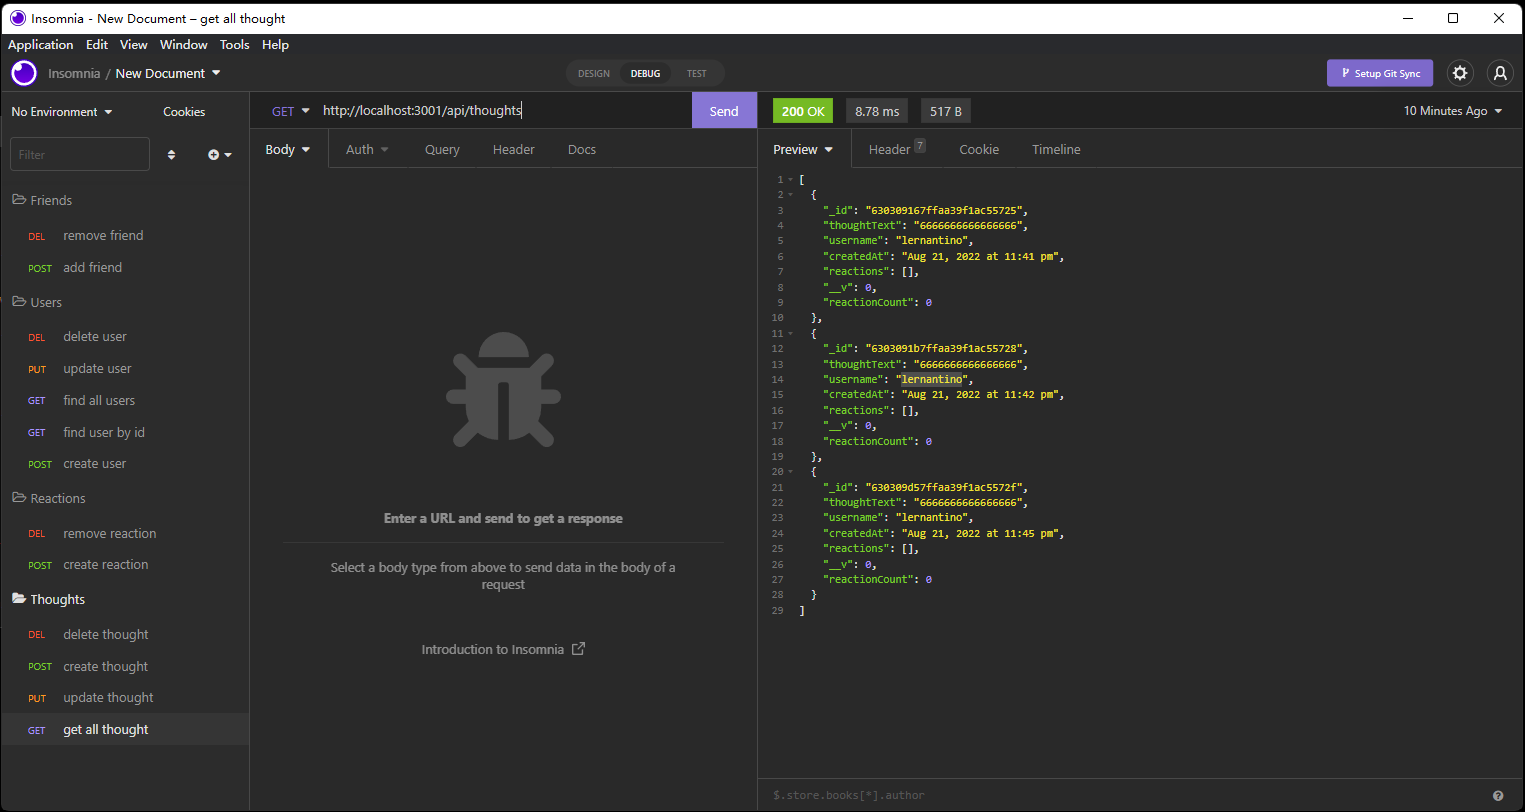 Insomnia - New Document – get all thought
Application Edit View Window Tools Help
Insomnia / New Document
DESIGN DEBUG TEST
Setup Git Sync
No Environment Cookies
GET http://localhost:3001/api/thoughts Send
200 OK 8.78 ms 517 B 10 Minutes Ago
Filter
Body Auth Query Header Docs
Preview Header 7 Cookie Timeline
Friends
DEL remove friend
POST add friend
Users
DEL delete user
PUT update user
GET find all users
GET find user by id
POST create user
Reactions
DEL remove reaction
POST create reaction
Thoughts
DEL delete thought
POST create thought
PUT update thought
GET get all thought
Enter a URL and send to get a response
Select a body type from above to send data in the body of a
request
Introduction to Insomnia
1 [
2 {
3 "_id": "630309167ffaa39f1ac55725",
4 "thoughtText": "6666666666666666",
5 "username": "lernantino",
6 "createdAt": "Aug 21, 2022 at 11:41 pm",
7 "reactions": [],
8 "__v": 0,
9 "reactionCount": 0
10 },
11 {
12 "_id": "6303091b7ffaa39f1ac55728",
13 "thoughtText": "6666666666666666",
14 "username": "lernantino",
15 "createdAt": "Aug 21, 2022 at 11:42 pm",
16 "reactions": [],
17 "__v": 0,
18 "reactionCount": 0
19 },
20 {
21 "_id": "630309d57ffaa39f1ac5572f",
22 "thoughtText": "6666666666666666",
23 "username": "lernantino",
24 "createdAt": "Aug 21, 2022 at 11:45 pm",
25 "reactions": [],
26 "__v": 0,
27 "reactionCount": 0
28 }
29 ]
$.store.books[*].author